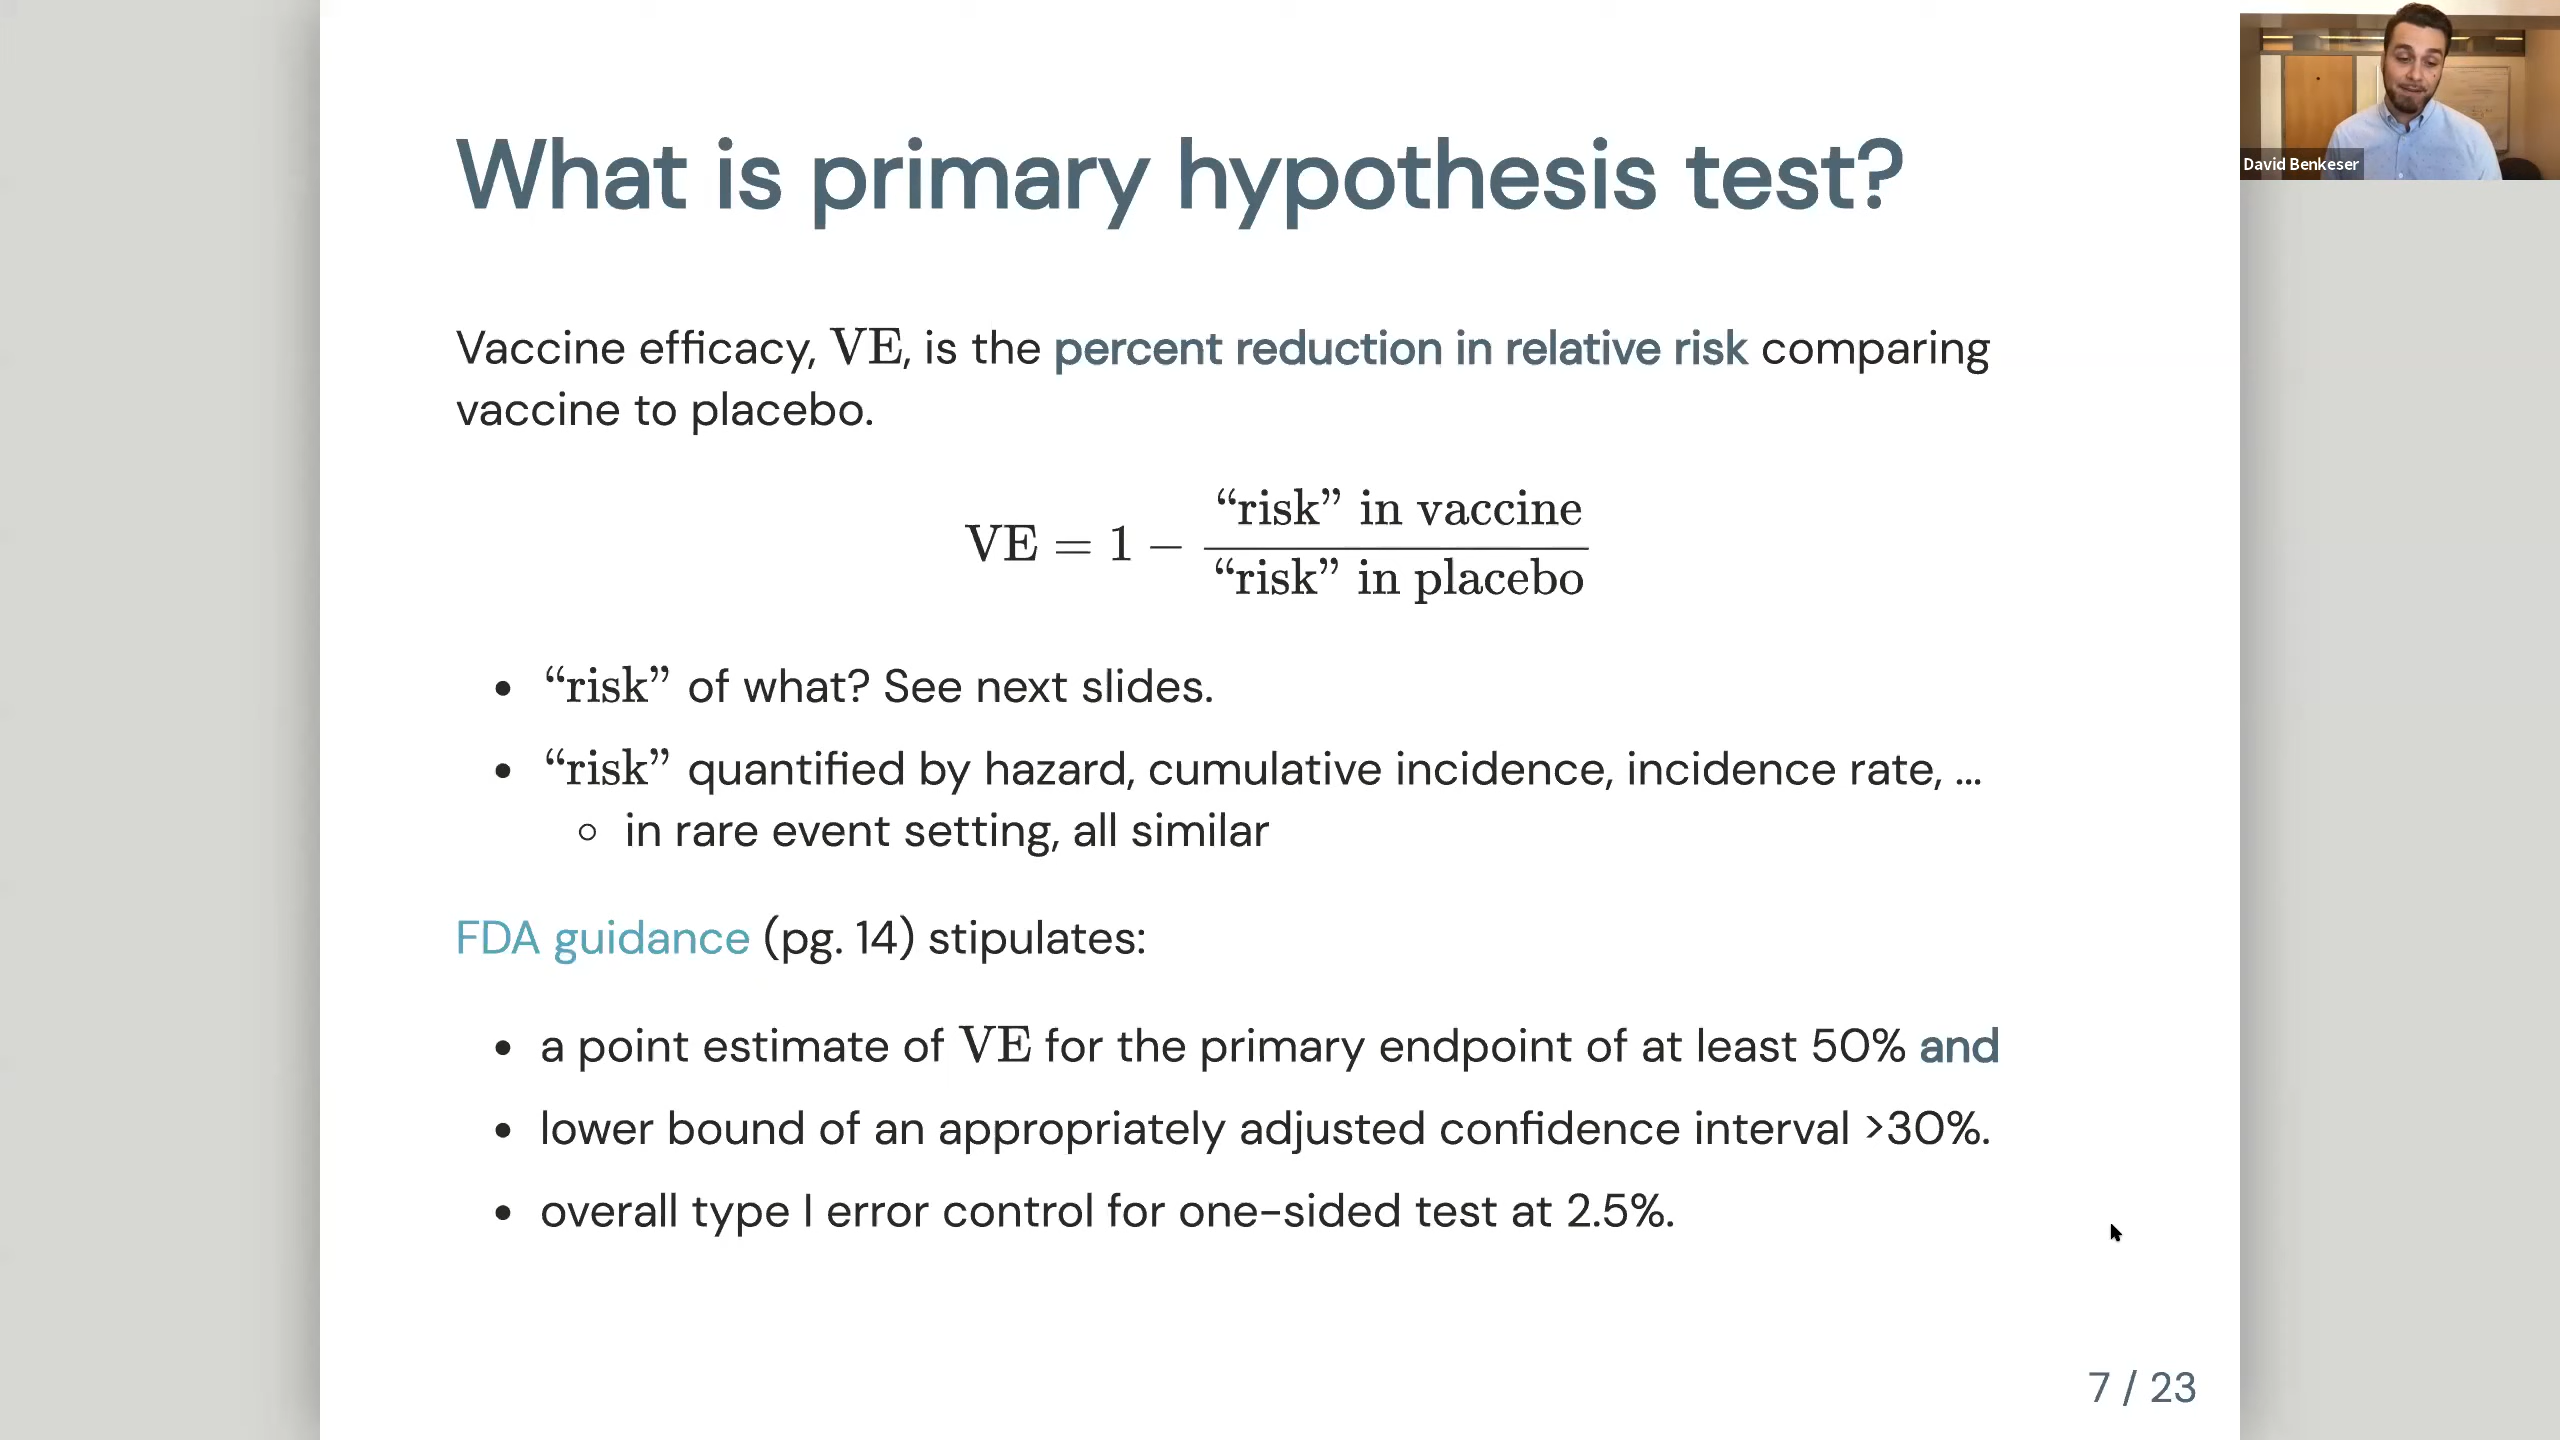 What is primary hypothesis test?
David Benkeser
Vaccine efficacy, VE, is the percent reduction in relative risk comparing
vaccine to placebo.
VE = 1 − “risk” in vaccine / “risk” in placebo
• “risk” of what? See next slides.
• “risk” quantified by hazard, cumulative incidence, incidence rate, ...
○ in rare event setting, all similar
FDA guidance (pg. 14) stipulates:
• a point estimate of VE for the primary endpoint of at least 50% and
• lower bound of an appropriately adjusted confidence interval >30%.
• overall type I error control for one-sided test at 2.5%.
7 / 23